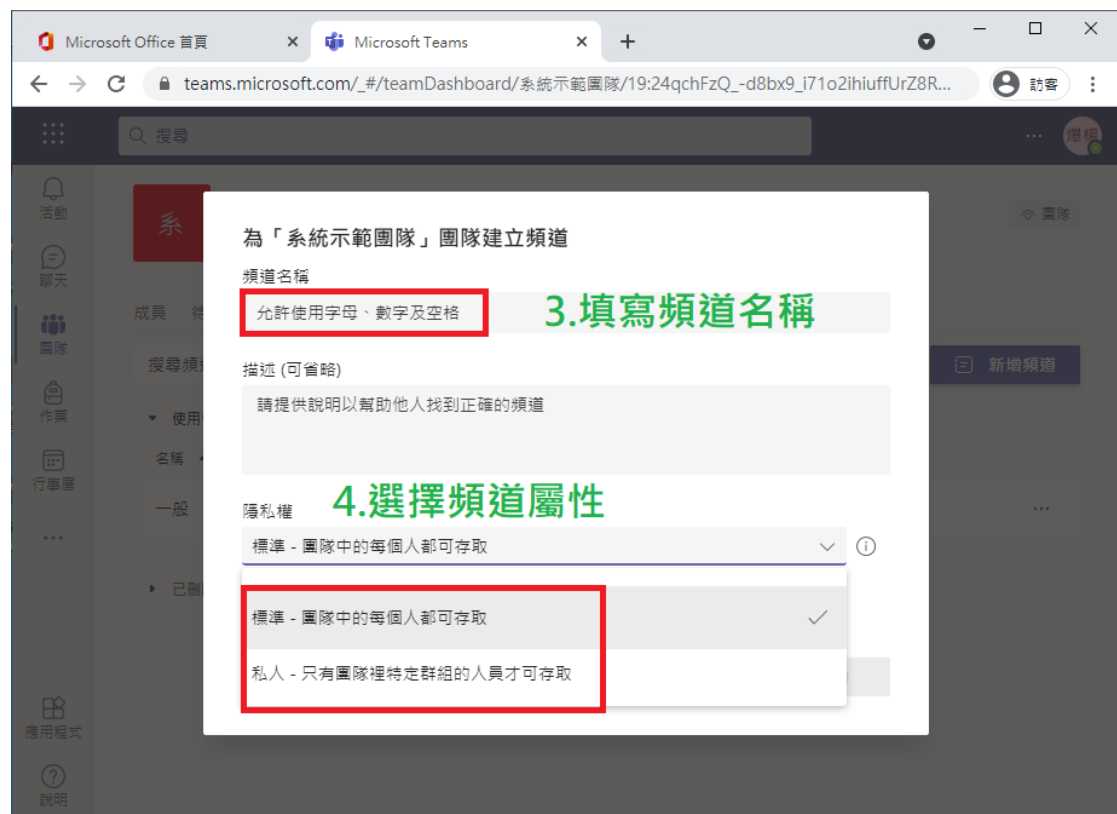 Microsoft Office 首頁
Microsoft Teams
teams.microsoft.com/_#/teamDashboard/系統示範團隊/19:24qchFzQ_-d8bx9_i71o2ihiuffUrZ8R...
訪客
搜尋
爆楊
活動
聊天
團隊
作業
行事曆
應用程式
說明
系
團隊
成員 待
搜尋頻
新增頻道
使用
名稱
一般
已刪
為「系統示範團隊」團隊建立頻道
頻道名稱
允許使用字母、數字及空格
3.填寫頻道名稱
描述 (可省略)
請提供說明以幫助他人找到正確的頻道
4.選擇頻道屬性
隱私權
標準 - 團隊中的每個人都可存取
標準 - 團隊中的每個人都可存取
私人 - 只有團隊裡特定群組的人員才可存取